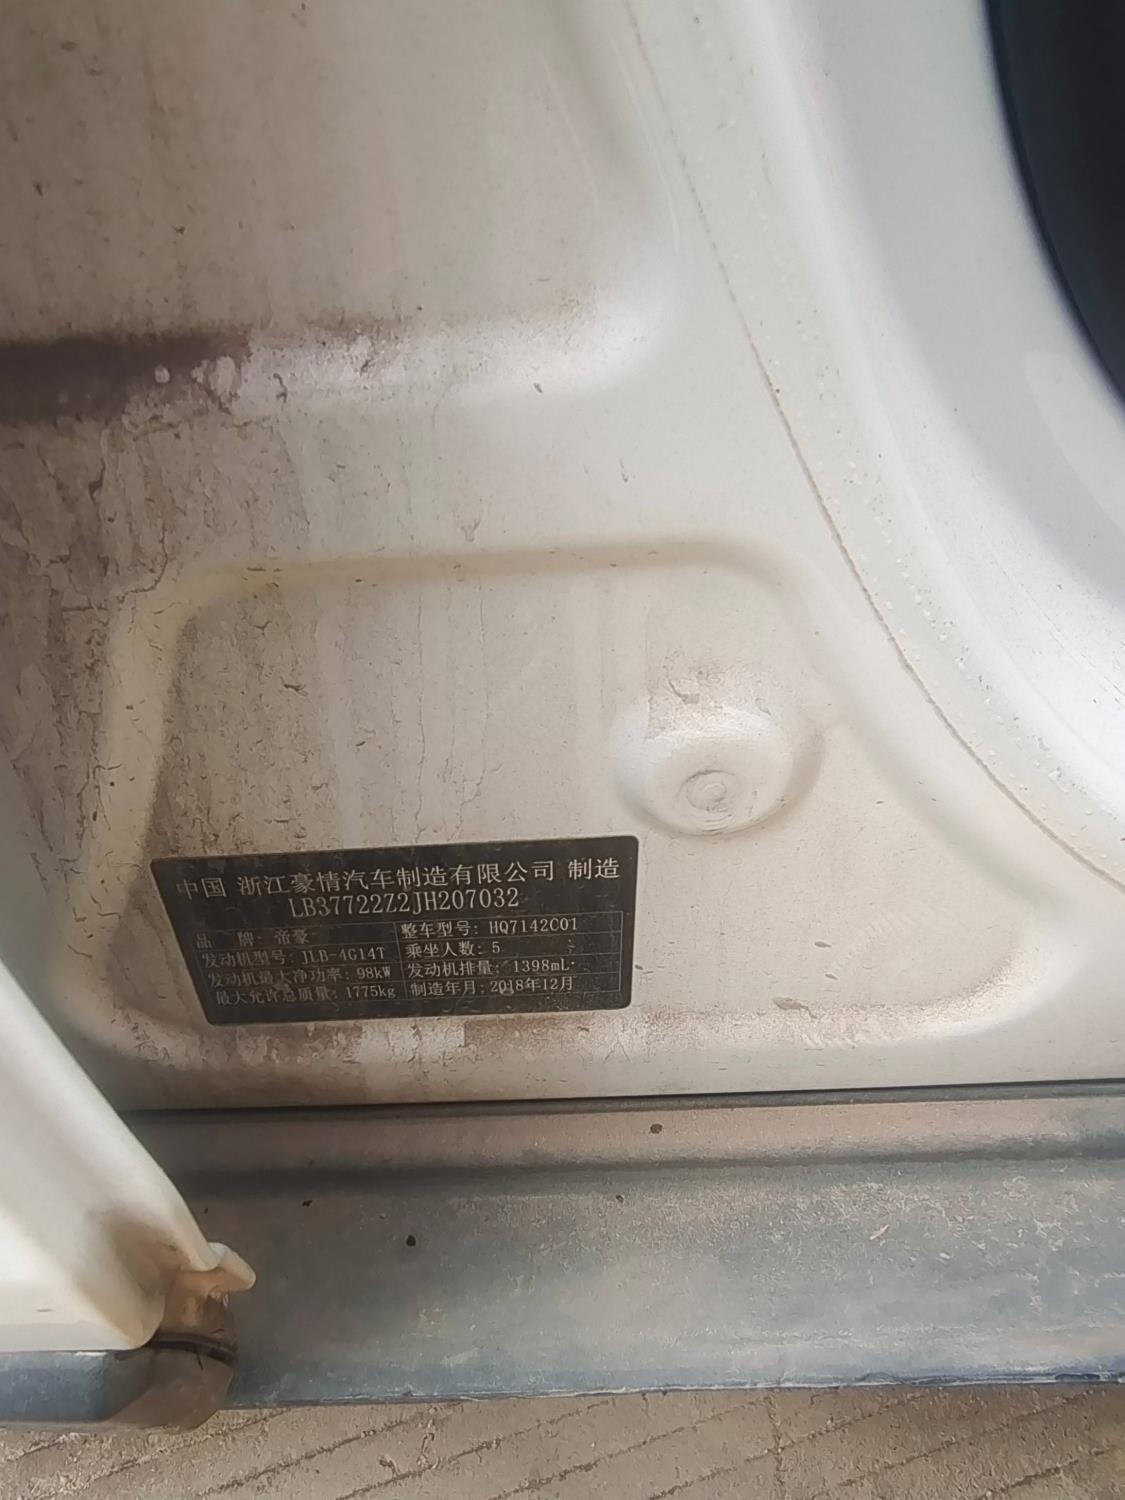 中国 浙江豪情汽车制造有限公司 制造
LB37722Z2JH207032
品 牌: 帝豪 整车型号: HQ7142C01
发动机型号: JLB-4G14T 乘坐人数: 5
发动机最大净功率: 98kW 发动机排量: 1398mL
最大允许总质量: 1775kg 制造年月: 2018年12月